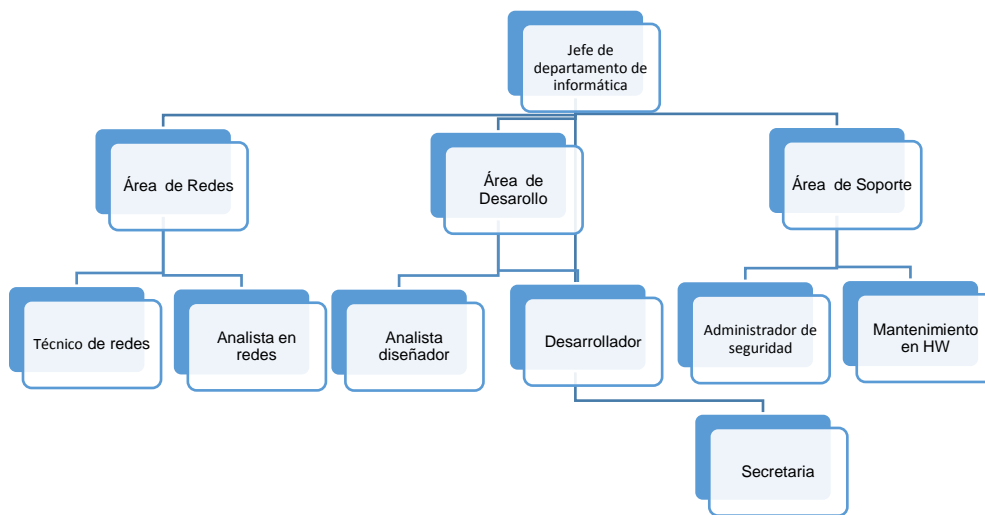 Jefe de
departamento de
informática
Área  de Redes
Área de
Desarollo
Área  de Soporte
Técnico de redes
Analista en
redes
Analista
diseñador
Desarrollador
Administrador de
seguridad
Mantenimiento
en HW
Secretaria